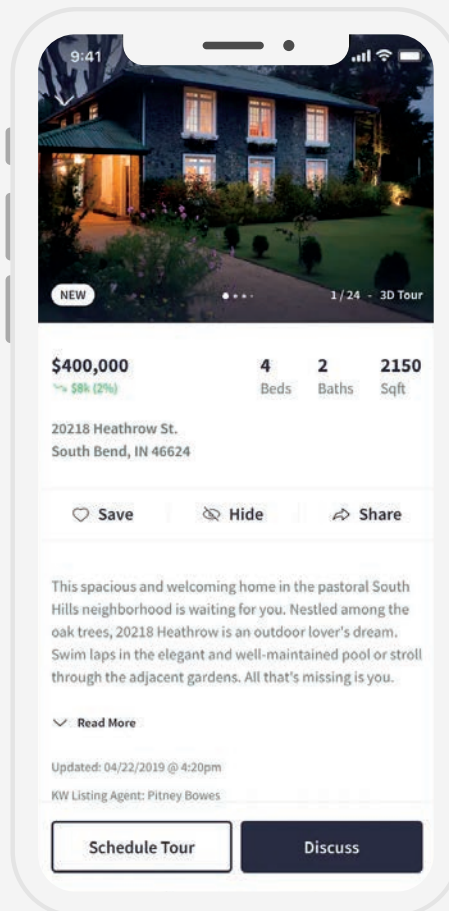 9:41
NEW
1 / 24 - 3D Tour
$400,000
4
2
2150
$8k (2%)
Beds
Baths
Sqft
20218 Heathrow St.
South Bend, IN 46624
Save
Hide
Share
This spacious and welcoming home in the pastoral South
Hills neighborhood is waiting for you. Nestled among the
oak trees, 20218 Heathrow is an outdoor lover's dream.
Swim laps in the elegant and well-maintained pool or stroll
through the adjacent gardens. All that's missing is you.
Read More
Updated: 04/22/2019 @ 4:20pm
KW Listing Agent: Pitney Bowes
Schedule Tour
Discuss